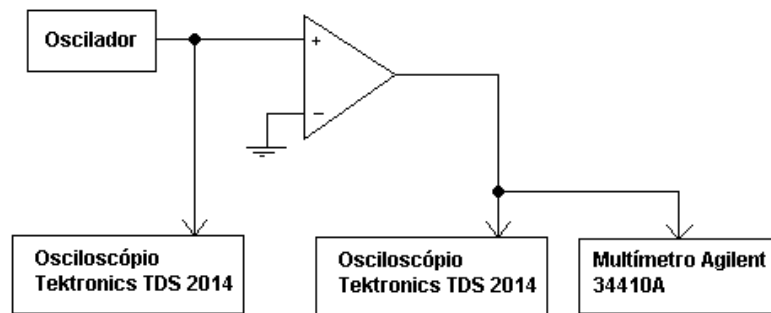 Oscilador
+
−
Osciloscópio
Tektronics TDS 2014
Osciloscópio
Tektronics TDS 2014
Multímetro Agilent
34410A